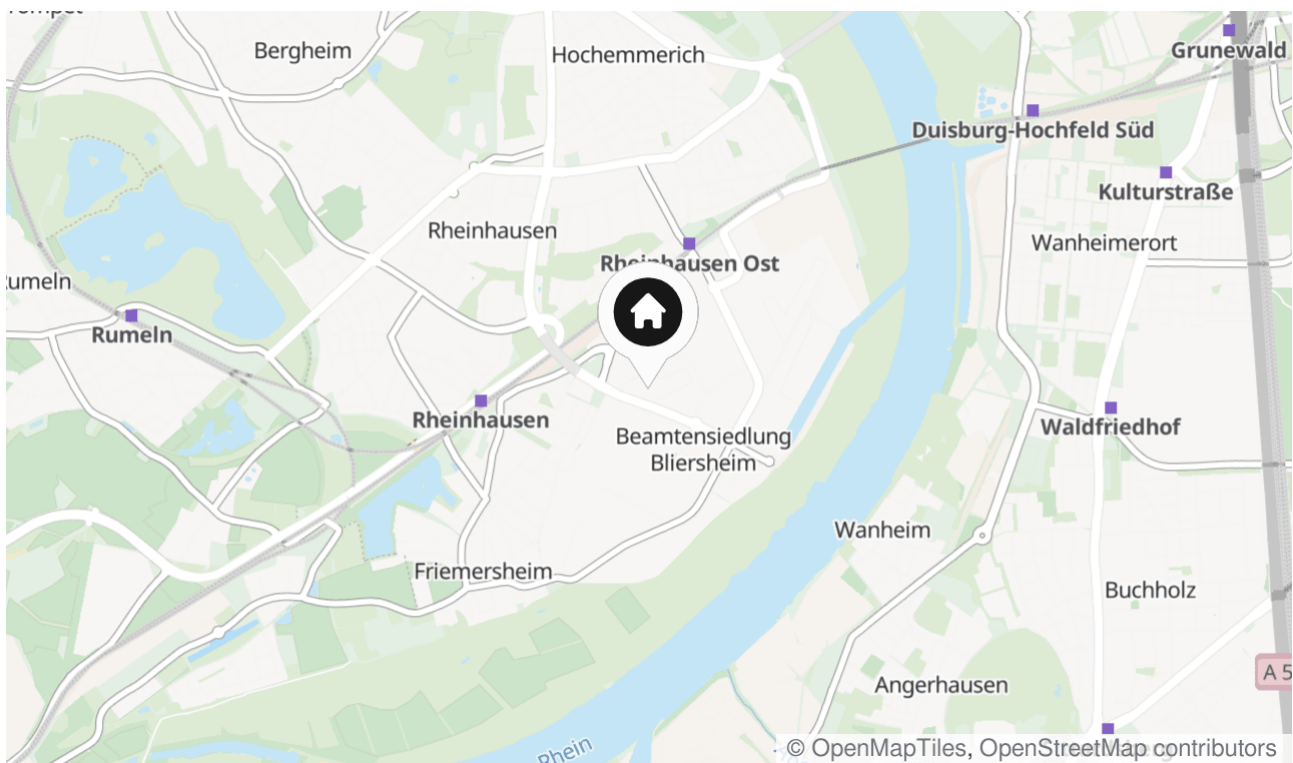 Bergheim
Hochemmerich
Grunewald
Duisburg-Hochfeld Süd
Kulturstraße
Rheinhausen
Wanheimerort
Rheinhausen Ost
Rumeln
Waldfriedhof
Rheinhausen
Beamtensiedlung
Bliersheim
Wanheim
Friemersheim
Buchholz
A 5
Angerhausen
Rhein
© OpenMapTiles, OpenStreetMap contributors